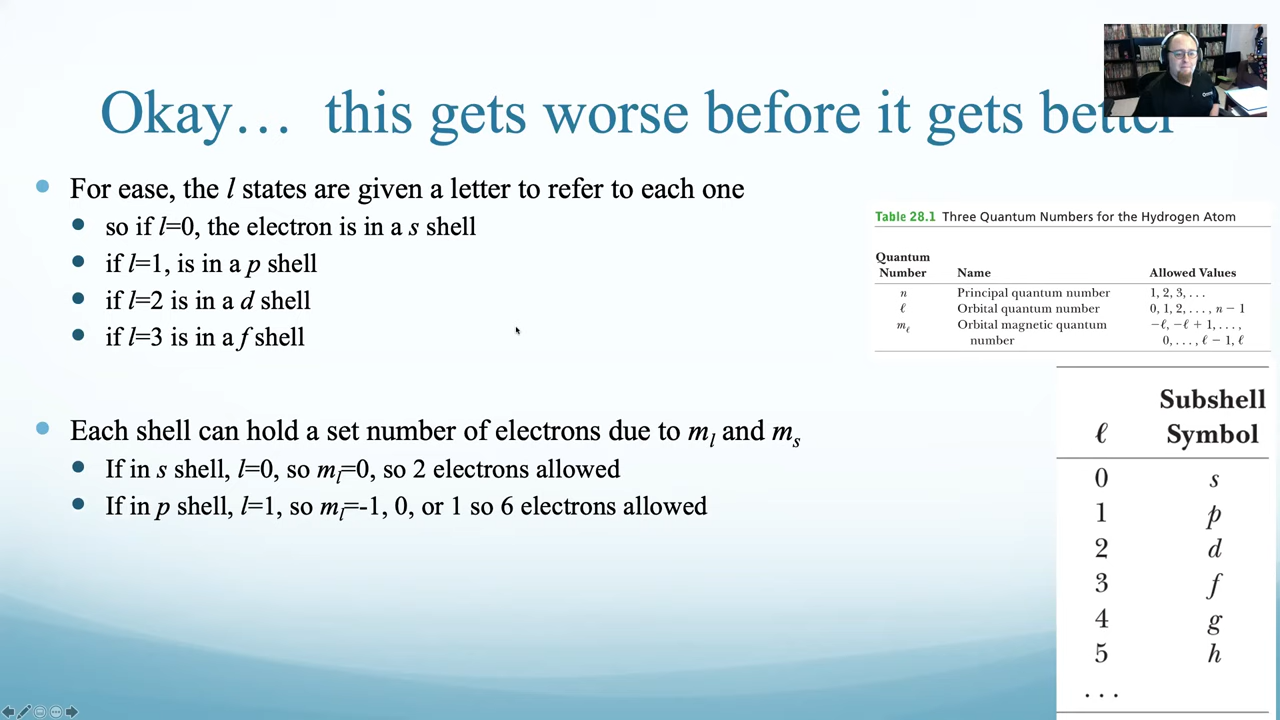 Okay… this gets worse before it gets better
For ease, the l states are given a letter to refer to each one
so if l=0, the electron is in a s shell
if l=1, is in a p shell
if l=2 is in a d shell
if l=3 is in a f shell
Each shell can hold a set number of electrons due to mₗ and mₛ
If in s shell, l=0, so mₗ=0, so 2 electrons allowed
If in p shell, l=1, so mₗ=-1, 0, or 1 so 6 electrons allowed
Table 28.1 Three Quantum Numbers for the Hydrogen Atom
Quantum
Number Name Allowed Values
n Principal quantum number 1, 2, 3, . . .
ℓ Orbital quantum number 0, 1, 2, . . . , n − 1
m_ℓ Orbital magnetic quantum −ℓ, −ℓ + 1, . . . ,
number 0, . . . , ℓ − 1, ℓ
Subshell
ℓ Symbol
0 s
1 p
2 d
3 f
4 g
5 h
. . .